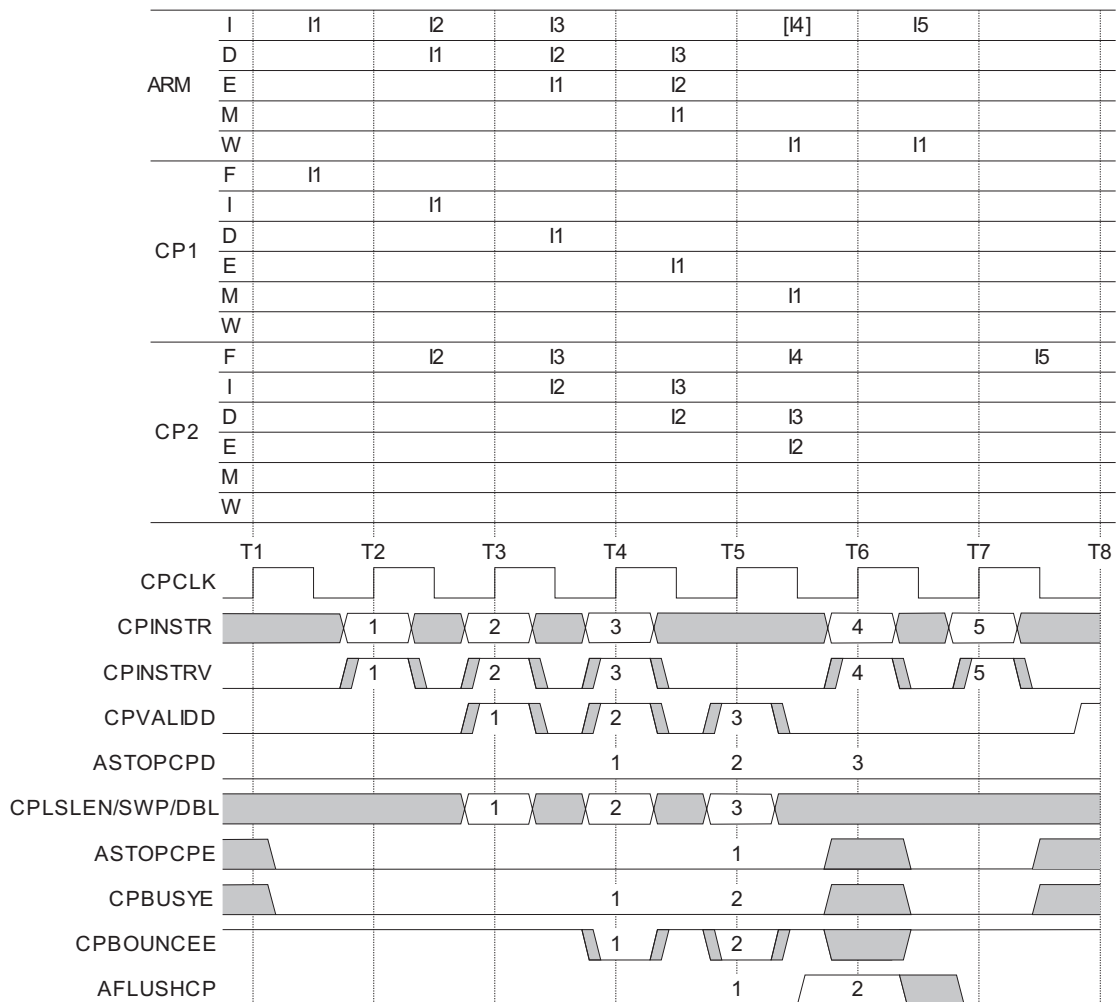 I I1 I2 I3 [I4] I5
D I1 I2 I3
ARM E I1 I2
M I1
W I1 I1
F I1
I I1
CP1 D I1
E I1
M I1
W
F I2 I3 I4 I5
I I2 I3
CP2 D I2 I3
E I2
M
W
T1 T2 T3 T4 T5 T6 T7 T8
CPCLK
CPINSTR 1 2 3 4 5
CPINSTRV 1 2 3 4 5
CPVALIDD 1 2 3
ASTOPCPD 1 2 3
CPLSLEN/SWP/DBL 1 2 3
ASTOPCPE 1
CPBUSYE 1 2
CPBOUNCEE 1 2
AFLUSHCP 1 2